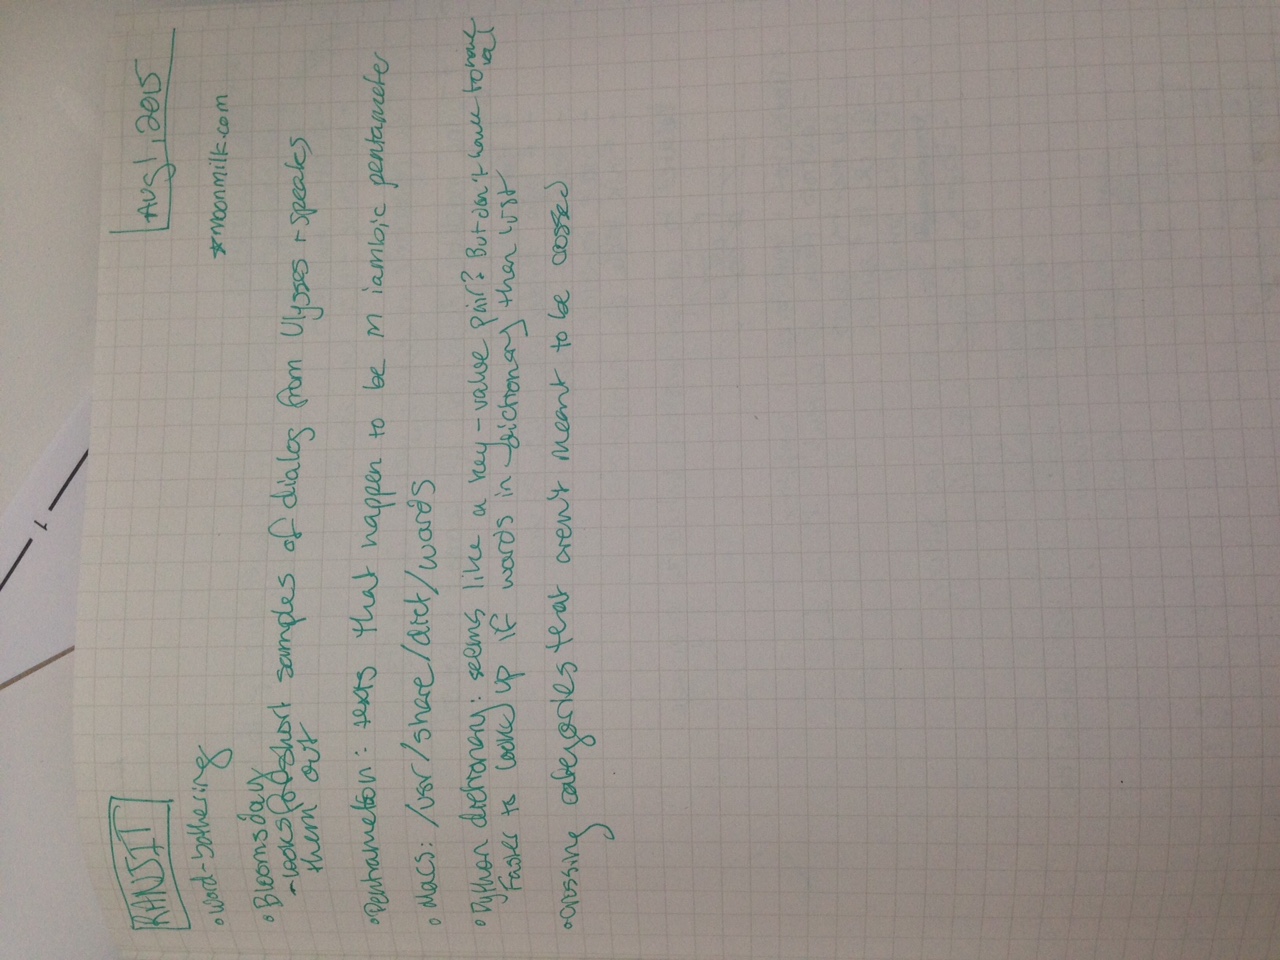 RANJIT
AUG 1, 2015
• word-bothering
*moonmilk.com
• Bloomsday
- looks for short samples of dialog from Ulysses + speaks
them out
• Pentrameton: texts that happen to be in iambic pentameter
• Macs: /usr/share/dict/words
• Python dictionary: seems like a key-value pair? But don't have to have
val
Faster to look up if words in dictionary than list
• crossing categories that aren't meant to be crossed